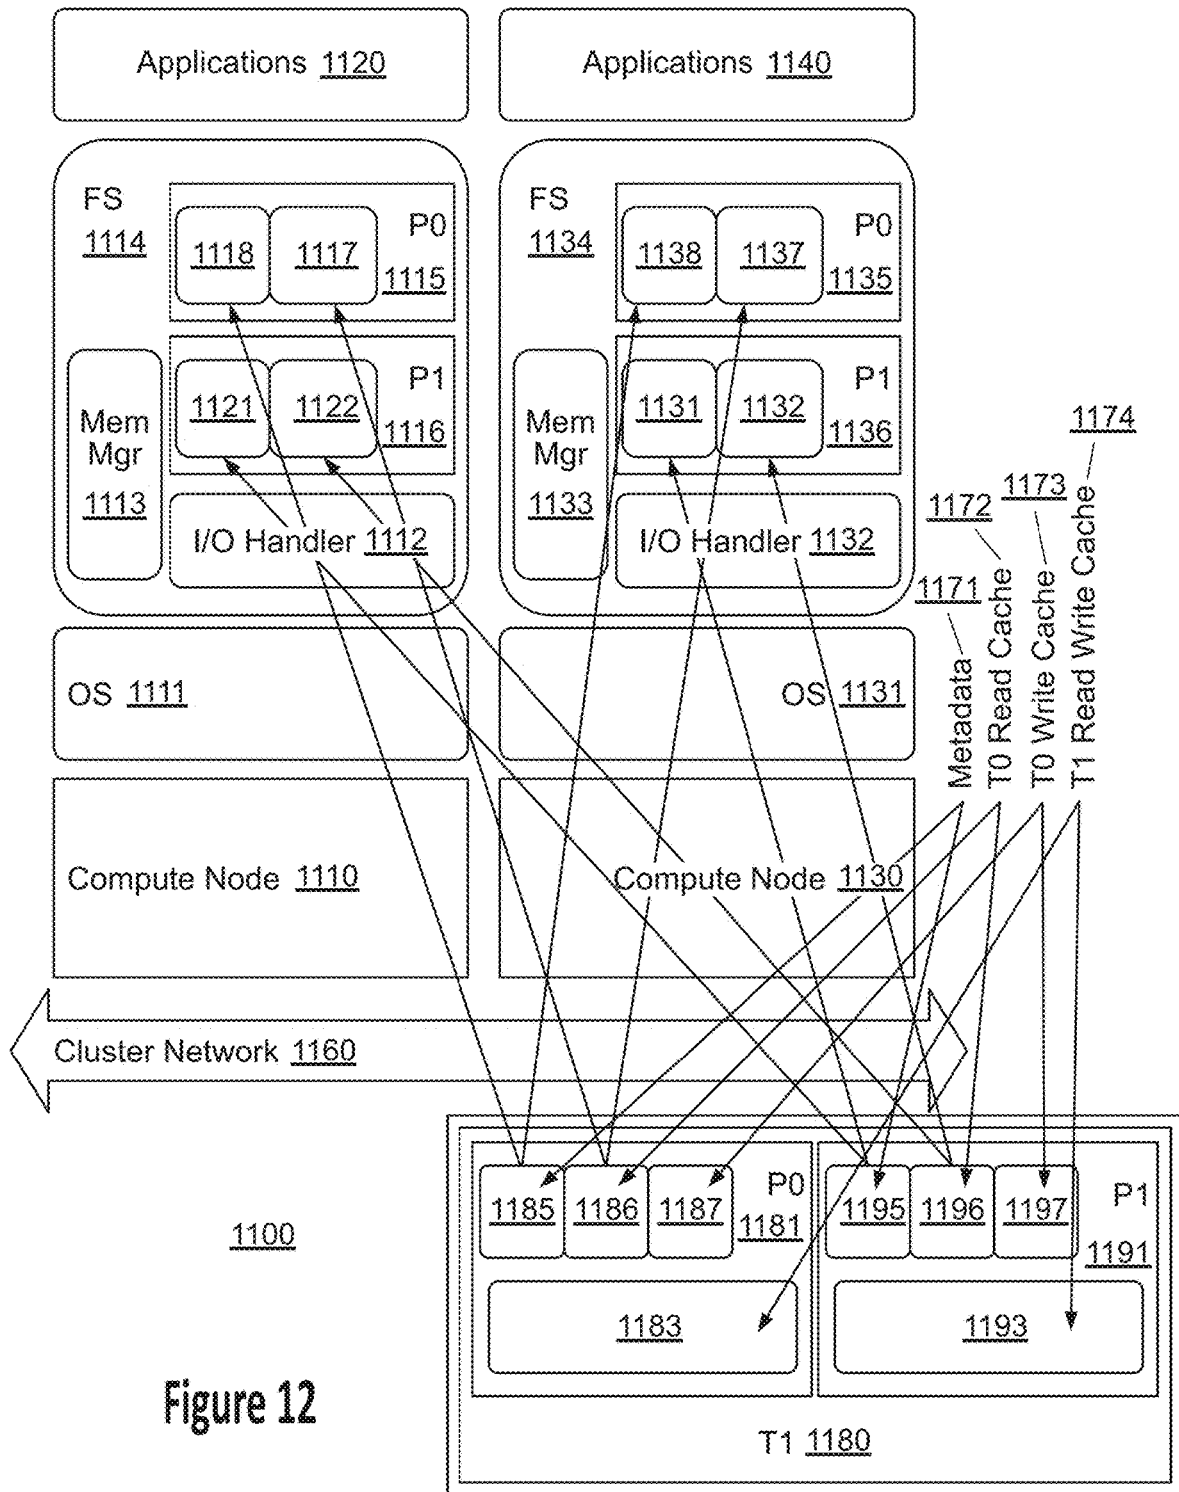 Applications 1120
Applications 1140
FS
1114
1118
1117
P0
1115
FS
1134
1138
1137
P0
1135
Mem
Mgr
1113
1121
1122
P1
1116
Mem
Mgr
1133
1131
1132
P1
1136
I/O Handler 1112
I/O Handler 1132
1171
1172
1173
1174
Metadata
T0 Read Cache
T0 Write Cache
T1 Read Write Cache
OS 1111
OS 1131
Compute Node 1110
Compute Node 1130
Cluster Network 1160
1100
1185
1186
1187
P0
1181
1195
1196
1197
P1
1191
1183
1193
T1 1180
Figure 12